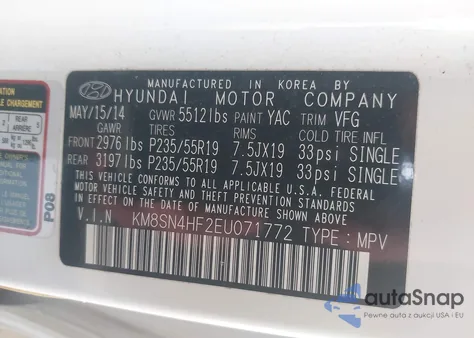 MANUFACTURED IN KOREA BY
HYUNDAI MOTOR COMPANY
MAY/15/14 GVWR 5512lbs PAINT YAC TRIM VFG
GAWR TIRES RIMS COLD TIRE INFL
FRONT 2976 lbs P235/55R19 7.5JX19 33psi SINGLE
REAR 3197 lbs P235/55R19 7.5JX19 33psi SINGLE
THIS VEHICLE CONFORMS TO ALL APPLICABLE U.S.A. FEDERAL
MOTOR VEHICLE SAFETY AND THEFT PREVENTION STANDARDS
IN EFFECT ON THE DATE OF MANUFACTURE SHOWN ABOVE.
V.I.N. KM8SN4HF2EU071772 TYPE : MPV
CHARGEMENT
REAR
ARRIÈRE
P08
autoSnap
Pewne auta z aukcji USA i EU